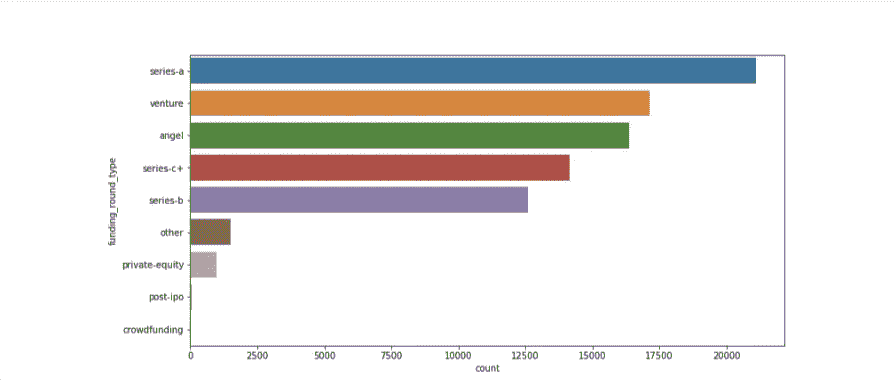 series-a
venture
angel
series-c+
series-b
other
private-equity
post-ipo
crowdfunding
funding_round_type
0 2500 5000 7500 10000 12500 15000 17500 20000
count